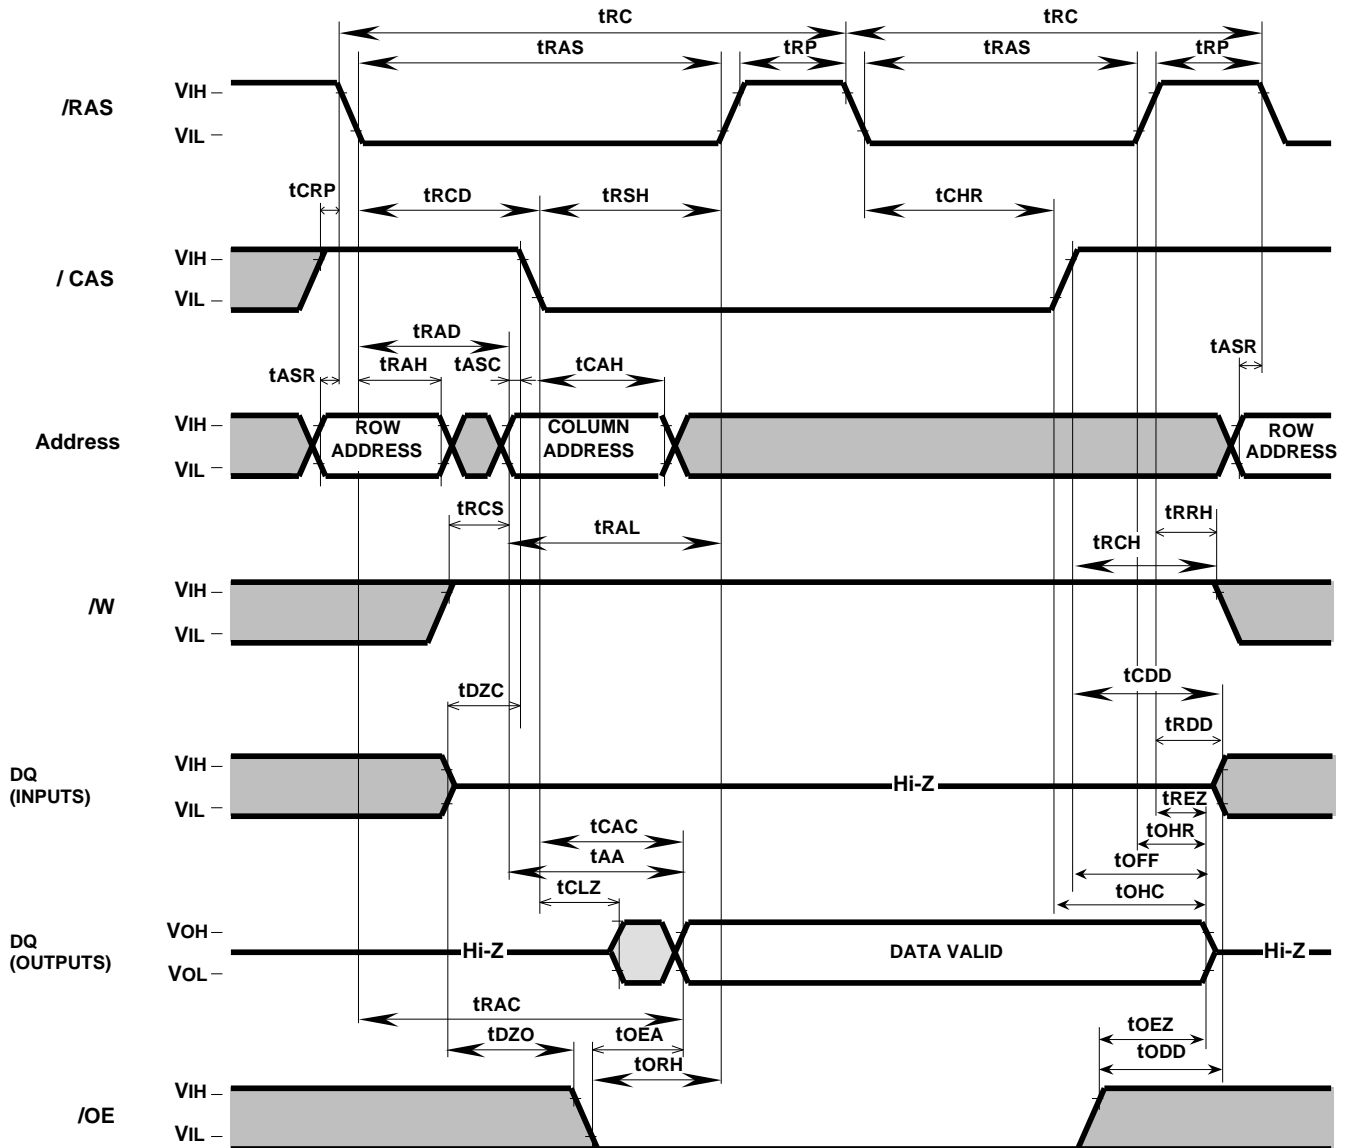 tRC tRC
tRAS tRP tRAS tRP
/RAS
VIH
VIL
tCRP tRCD tRSH tCHR
/ CAS
VIH
VIL
tRAD
tASR tRAH tASC tCAH tASR
Address
VIH
VIL
ROW
ADDRESS
COLUMN
ADDRESS
ROW
ADDRESS
tRCS tRAL tRCH tRRH
/W
VIH
VIL
tDZC tCDD
tRDD
DQ
(INPUTS)
VIH
VIL
Hi-Z
tREZ
tCAC tOHR
tAA tOFF
tCLZ tOHC
DQ
(OUTPUTS)
VOH
VOL
Hi-Z DATA VALID Hi-Z
tRAC
tDZO tOEA tOEZ
tORH tODD
/OE
VIH
VIL